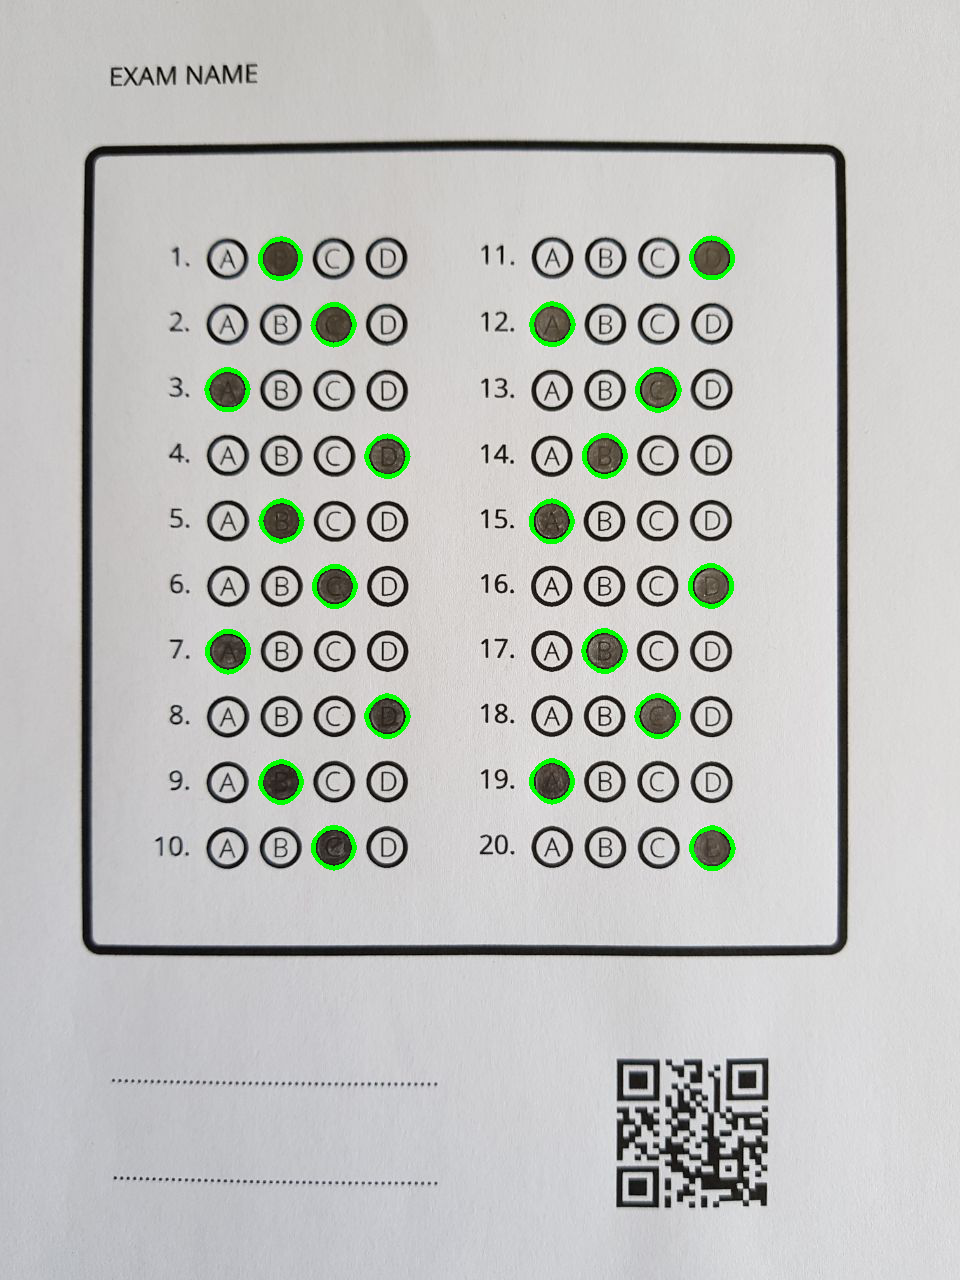 EXAM NAME
1. A B C D
2. A B C D
3. A B C D
4. A B C D
5. A B C D
6. A B C D
7. A B C D
8. A B C D
9. A B C D
10. A B C D
11. A B C D
12. A B C D
13. A B C D
14. A B C D
15. A B C D
16. A B C D
17. A B C D
18. A B C D
19. A B C D
20. A B C D